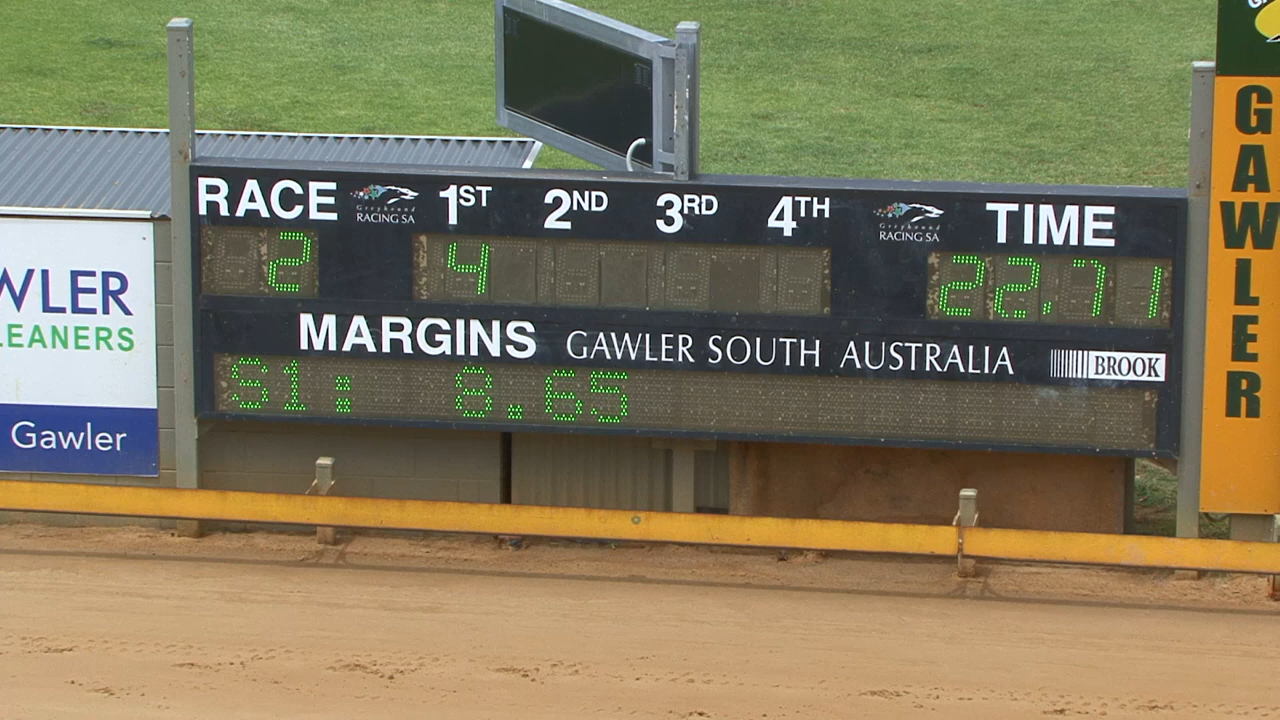 RACE Greyhound RACING SA 1ST 2ND 3RD 4TH Greyhound RACING SA TIME
2 4 22.71
MARGINS GAWLER SOUTH AUSTRALIA BROOK
S1: 8.65
WLER
LEANERS
Gawler
GAWLER